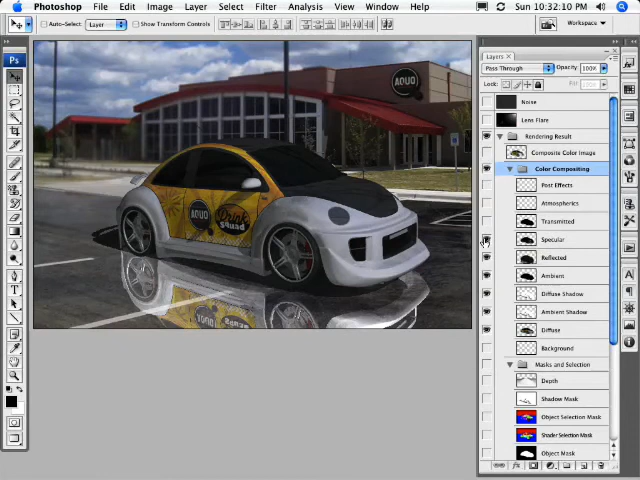 Photoshop File Edit Image Layer Select Filter Analysis View Window Help Sun 10:32:10 PM
Auto-Select: Layer Show Transform Controls Workspace
Ps
Layers
Pass Through Opacity: 100%
Lock: Fill:
Noise
Lens Flare
Rendering Result
Composite Color Image
Color Compositing
Post Effects
Atmospherics
Transmitted
Specular
Reflected
Ambient
Diffuse Shadow
Ambient Shadow
Diffuse
Background
Masks and Selection
Depth
Shadow Mask
Object Selection Mask
Shader Selection Mask
Object Mask
AQUO
AQUO
Drink